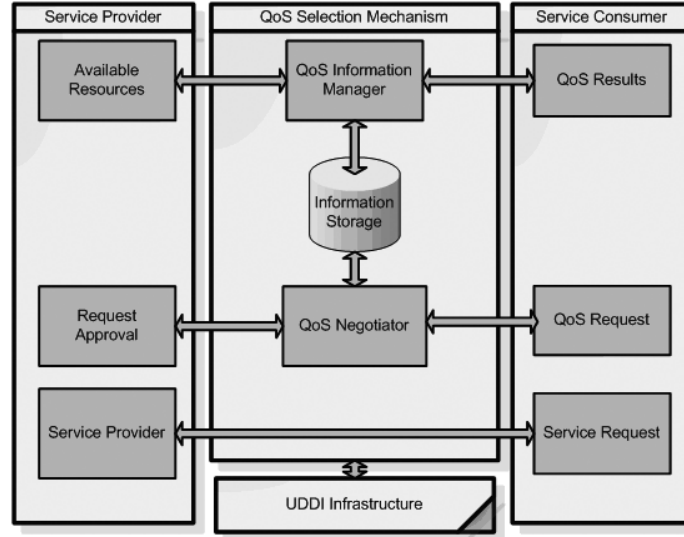 Service Provider
QoS Selection Mechanism
Service Consumer
Available
Resources
QoS Information
Manager
QoS Results
Information
Storage
Request
Approval
QoS Negotiator
QoS Request
Service Provider
Service Request
UDDI Infrastructure